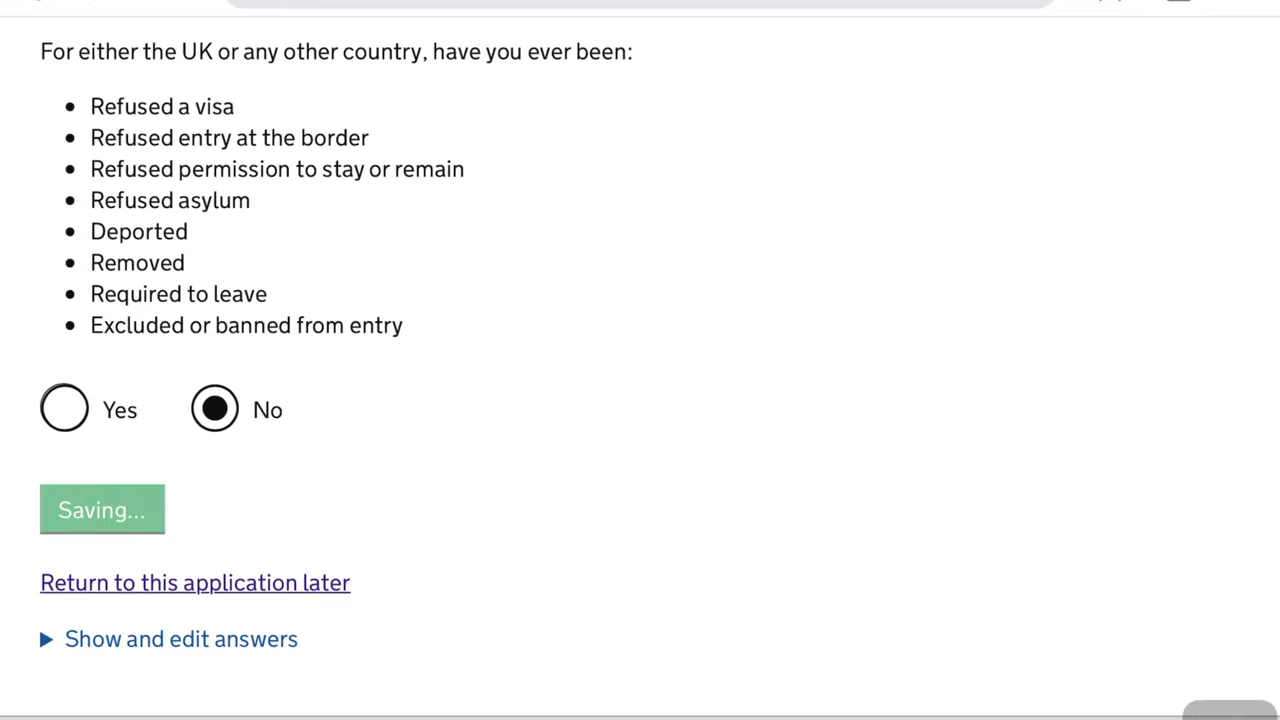 For either the UK or any other country, have you ever been:
• Refused a visa
• Refused entry at the border
• Refused permission to stay or remain
• Refused asylum
• Deported
• Removed
• Required to leave
• Excluded or banned from entry
Yes No
Saving...
Return to this application later
Show and edit answers